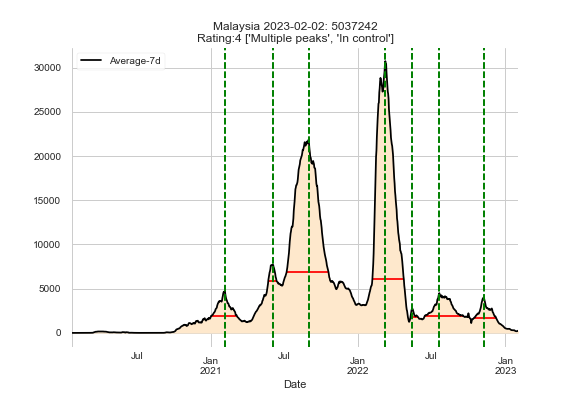 Malaysia 2023-02-02: 5037242
Rating:4 ['Multiple peaks', 'In control']
Average-7d
30000
25000
20000
15000
10000
5000
0
Jul
Jan
2021
Jul
Jan
2022
Jul
Jan
2023
Date